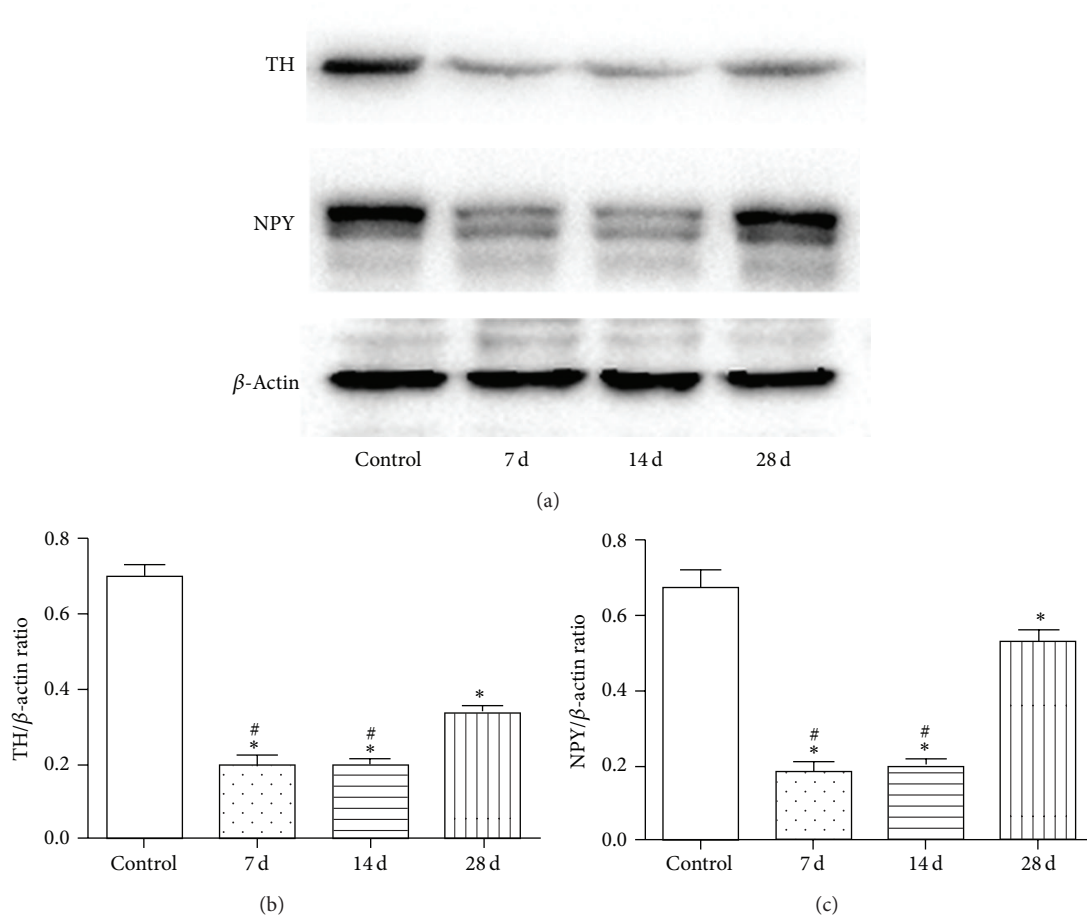 TH
NPY
β-Actin
Control 7 d 14 d 28 d
(a)
TH/β-actin ratio
0.8
0.6
0.4
0.2
0.0
#
*
#
*
*
Control 7 d 14 d 28 d
(b)
NPY/β-actin ratio
0.8
0.6
0.4
0.2
0.0
#
*
#
*
*
Control 7 d 14 d 28 d
(c)